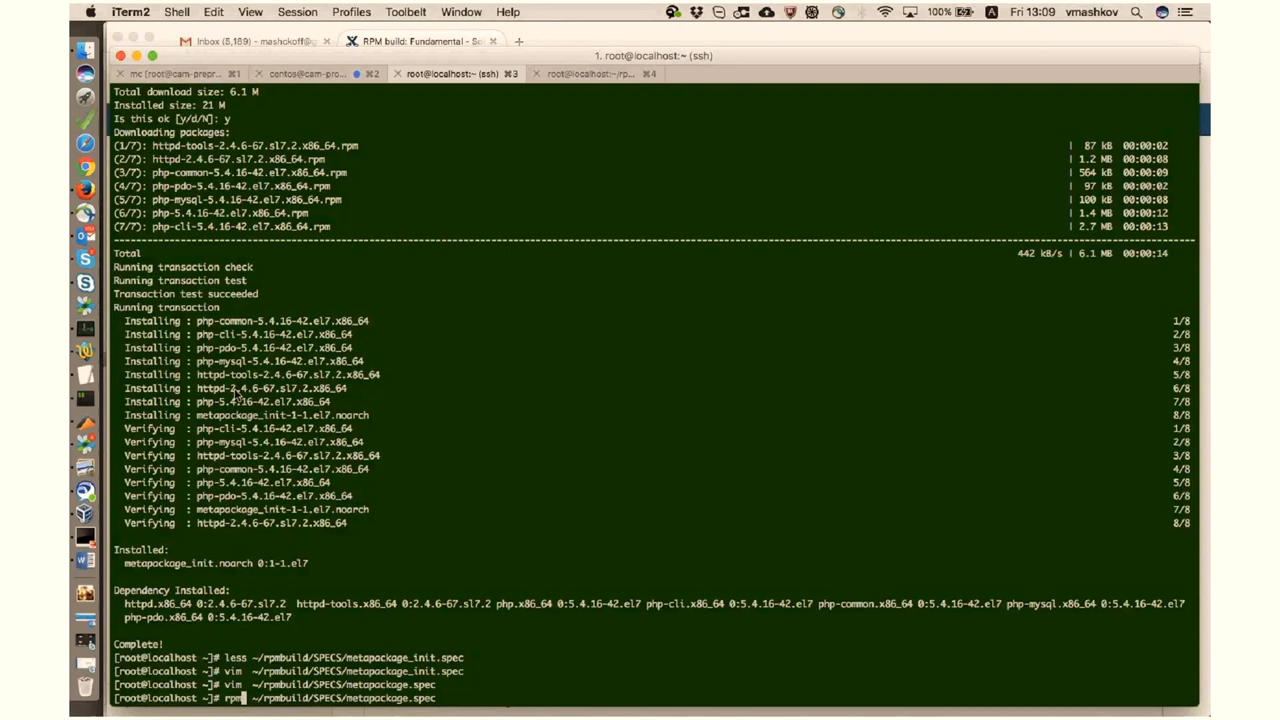 iTerm2 Shell Edit View Session Profiles Toolbelt Window Help 100% A Fri 13:09 vmashkov
Inbox (5,189) - mashckoff@g × RPM build: Fundamental - × +
1. root@localhost:~ (ssh)
× mc [root@cam-prepr... ⌘1 × centos@cam-pro... ⌘2 × root@localhost:~ (ssh) ⌘3 × root@localhost:~/rp... ⌘4
Total download size: 6.1 M
Installed size: 21 M
Is this ok [y/d/N]: y
Downloading packages:
(1/7): httpd-tools-2.4.6-67.sl7.2.x86_64.rpm | 87 kB 00:00:02
(2/7): httpd-2.4.6-67.sl7.2.x86_64.rpm | 1.2 MB 00:00:08
(3/7): php-common-5.4.16-42.el7.x86_64.rpm | 564 kB 00:00:09
(4/7): php-pdo-5.4.16-42.el7.x86_64.rpm | 97 kB 00:00:02
(5/7): php-mysql-5.4.16-42.el7.x86_64.rpm | 100 kB 00:00:08
(6/7): php-5.4.16-42.el7.x86_64.rpm | 1.4 MB 00:00:12
(7/7): php-cli-5.4.16-42.el7.x86_64.rpm | 2.7 MB 00:00:13
Total 442 kB/s | 6.1 MB 00:00:14
Running transaction check
Running transaction test
Transaction test succeeded
Running transaction
Installing : php-common-5.4.16-42.el7.x86_64 1/8
Installing : php-cli-5.4.16-42.el7.x86_64 2/8
Installing : php-pdo-5.4.16-42.el7.x86_64 3/8
Installing : php-mysql-5.4.16-42.el7.x86_64 4/8
Installing : httpd-tools-2.4.6-67.sl7.2.x86_64 5/8
Installing : httpd-2.4.6-67.sl7.2.x86_64 6/8
Installing : php-5.4.16-42.el7.x86_64 7/8
Installing : metapackage_init-1-1.el7.noarch 8/8
Verifying : php-cli-5.4.16-42.el7.x86_64 1/8
Verifying : php-mysql-5.4.16-42.el7.x86_64 2/8
Verifying : httpd-tools-2.4.6-67.sl7.2.x86_64 3/8
Verifying : php-common-5.4.16-42.el7.x86_64 4/8
Verifying : php-5.4.16-42.el7.x86_64 5/8
Verifying : php-pdo-5.4.16-42.el7.x86_64 6/8
Verifying : metapackage_init-1-1.el7.noarch 7/8
Verifying : httpd-2.4.6-67.sl7.2.x86_64 8/8
Installed:
metapackage_init.noarch 0:1-1.el7
Dependency Installed:
httpd.x86_64 0:2.4.6-67.sl7.2 httpd-tools.x86_64 0:2.4.6-67.sl7.2 php.x86_64 0:5.4.16-42.el7 php-cli.x86_64 0:5.4.16-42.el7 php-common.x86_64 0:5.4.16-42.el7 php-mysql.x86_64 0:5.4.16-42.el7
php-pdo.x86_64 0:5.4.16-42.el7
Complete!
[root@localhost ~]# less ~/rpmbuild/SPECS/metapackage_init.spec
[root@localhost ~]# vim ~/rpmbuild/SPECS/metapackage_init.spec
[root@localhost ~]# vim ~/rpmbuild/SPECS/metapackage.spec
[root@localhost ~]# rpm ~/rpmbuild/SPECS/metapackage.spec